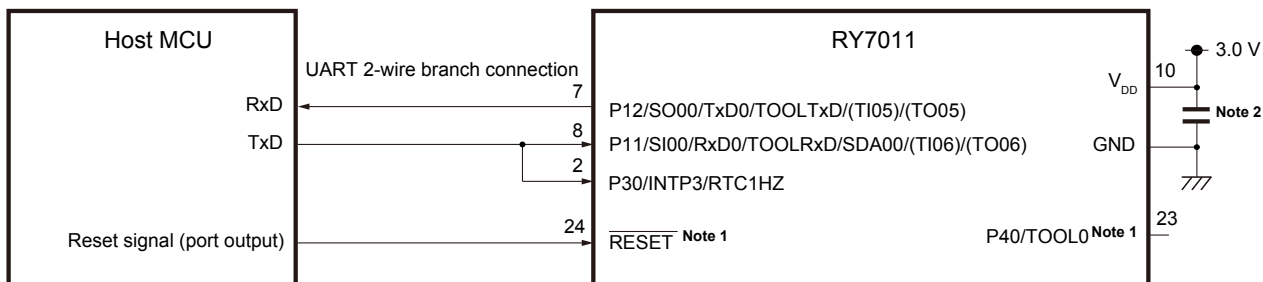 Host MCU
RY7011
3.0 V
10
VDD
UART 2-wire branch connection
Note 2
7
RxD
P12/SO00/TxD0/TOOLTxD/(TI05)/(TO05)
8
TxD
P11/SI00/RxD0/TOOLRxD/SDA00/(TI06)/(TO06)
GND
2
P30/INTP3/RTC1HZ
24
23
Reset signal (port output)
RESET Note 1
P40/TOOL0 Note 1